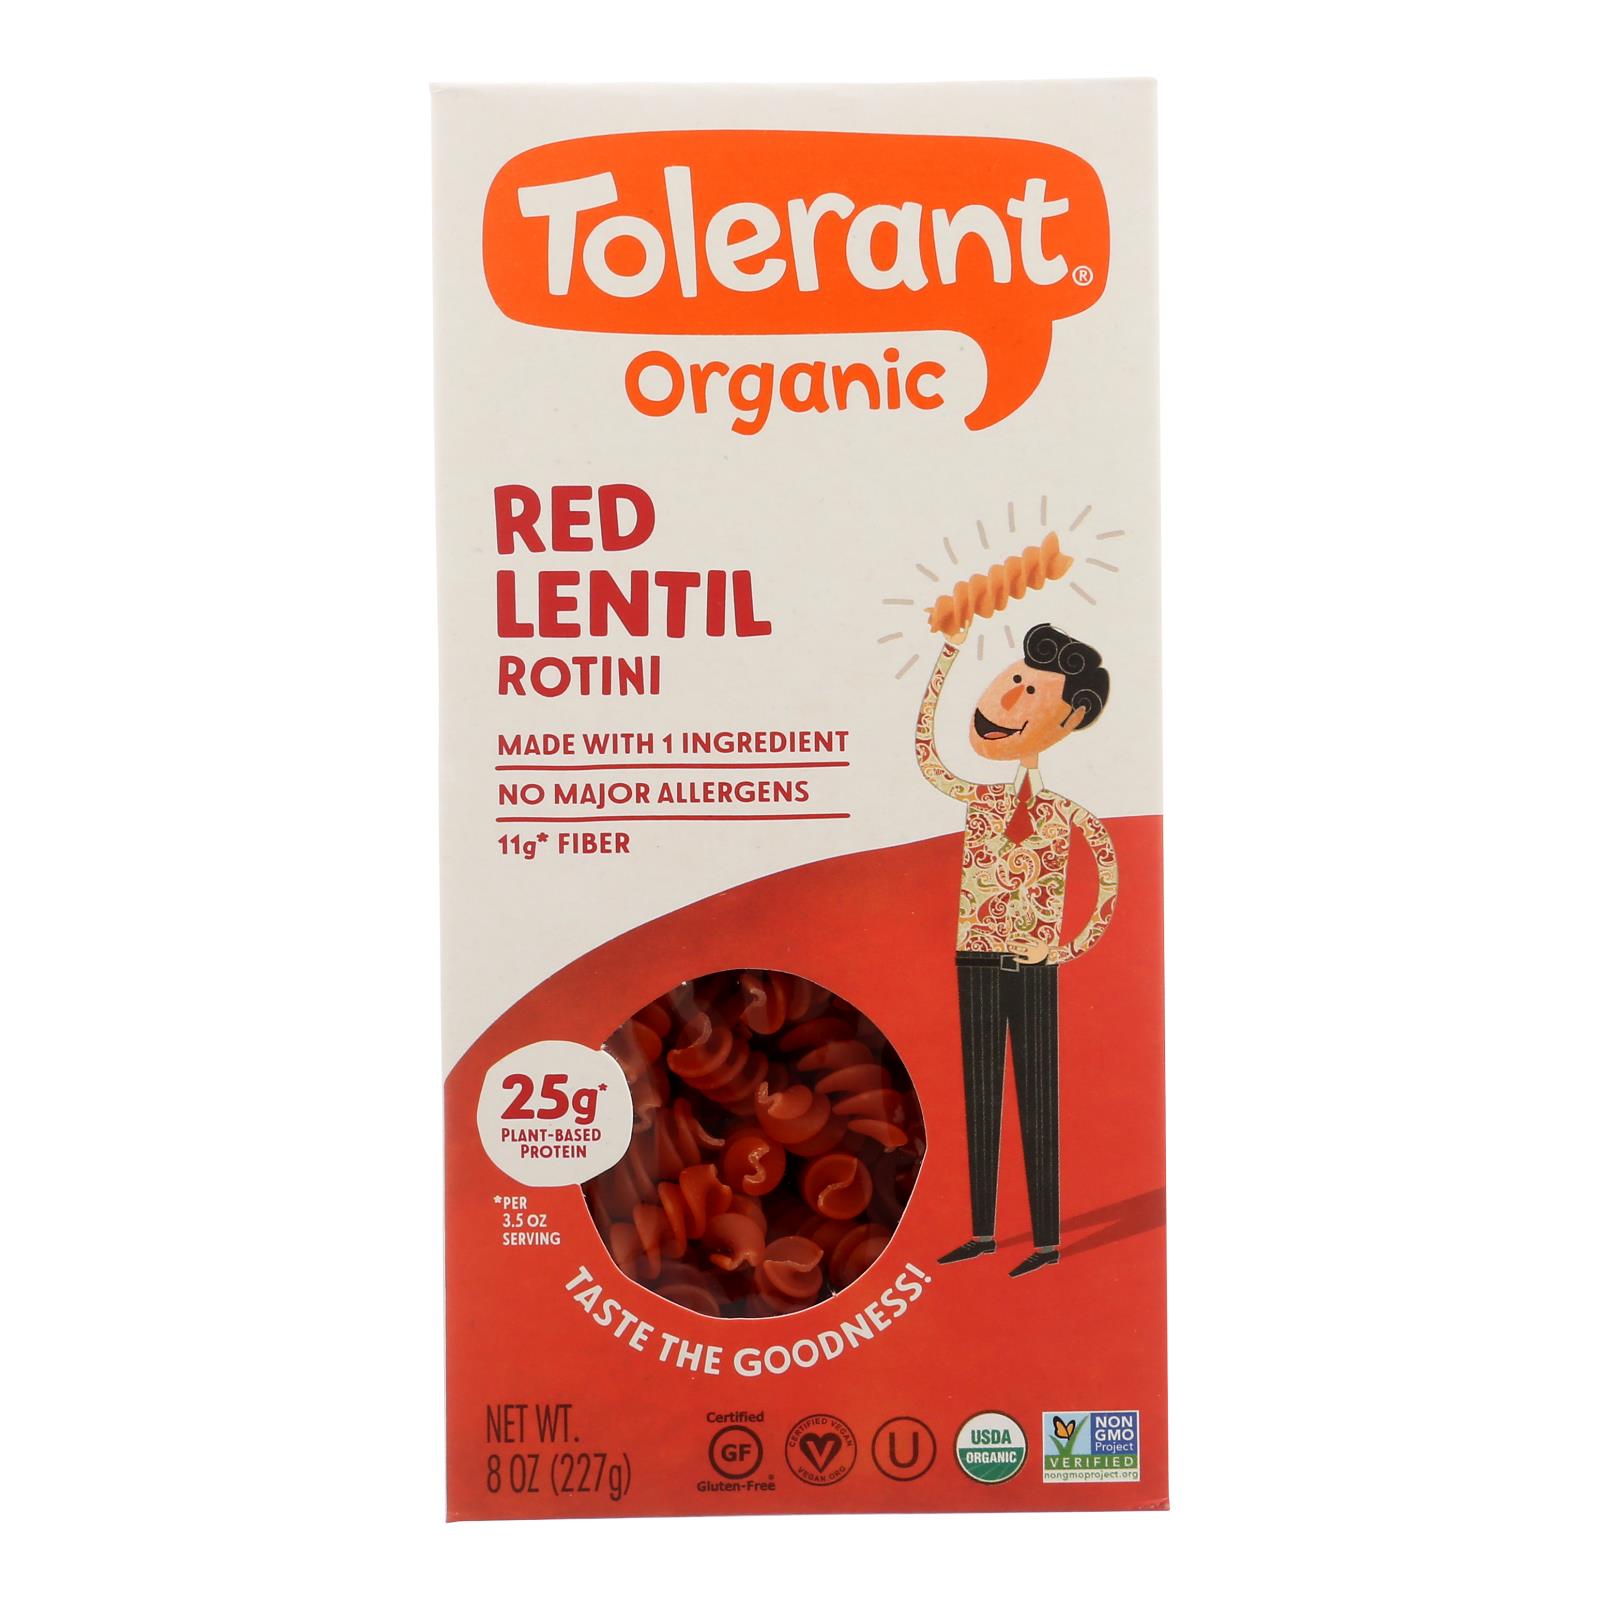 Tolerant®
Organic
RED
LENTIL
ROTINI
MADE WITH 1 INGREDIENT
NO MAJOR ALLERGENS
11g* FIBER
25g*
PLANT-BASED
PROTEIN
*PER
3.5 OZ
SERVING
TASTE THE GOODNESS!
NET WT.
8 OZ (227g)
Certified
GF
Gluten-Free®
CERTIFIED VEGAN
V
VEGAN.ORG
U
USDA
ORGANIC
NON
GMO
Project
VERIFIED
nongmoproject.org